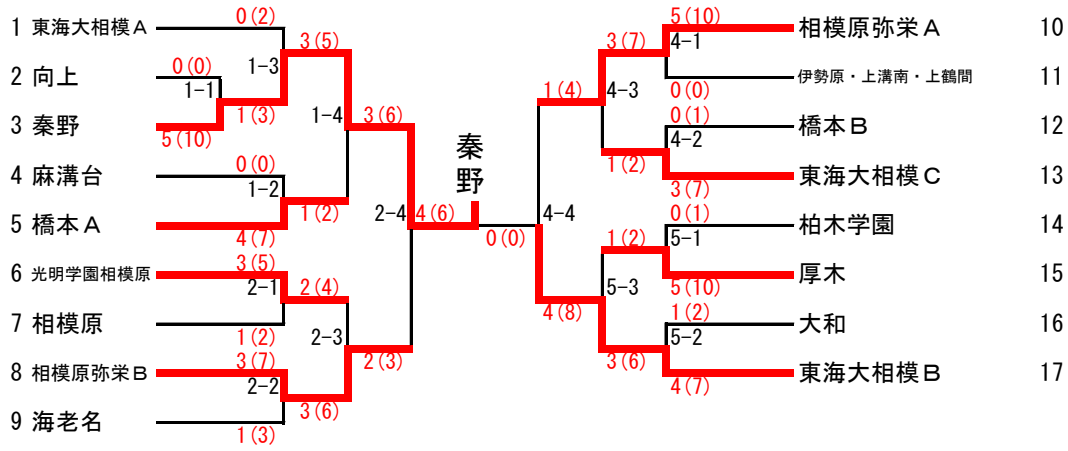 1 東海大相模A
0(2)
2 向上
0(0)
1-1
3 秦野
5(10)
1-3
1(3)
3(5)
4 麻溝台
0(0)
1-2
5 橋本A
4(7)
1(2)
1-4
3(6)
6 光明学園相模原
3(5)
2-1
7 相模原
1(2)
2(4)
8 相模原弥栄B
3(7)
2-2
9 海老名
1(3)
3(6)
2-3
2(3)
2-4
4(6)
秦野
0(0)
4-4
1(4)
4(8)
3(7)
4-3
1(2)
5(10)
4-1
相模原弥栄A 10
伊勢原・上溝南・上鶴間 11
0(0)
0(1)
4-2
橋本B 12
東海大相模C 13
3(7)
1(2)
5-3
3(6)
0(1)
5-1
柏木学園 14
厚木 15
5(10)
1(2)
5-2
大和 16
東海大相模B 17
4(7)